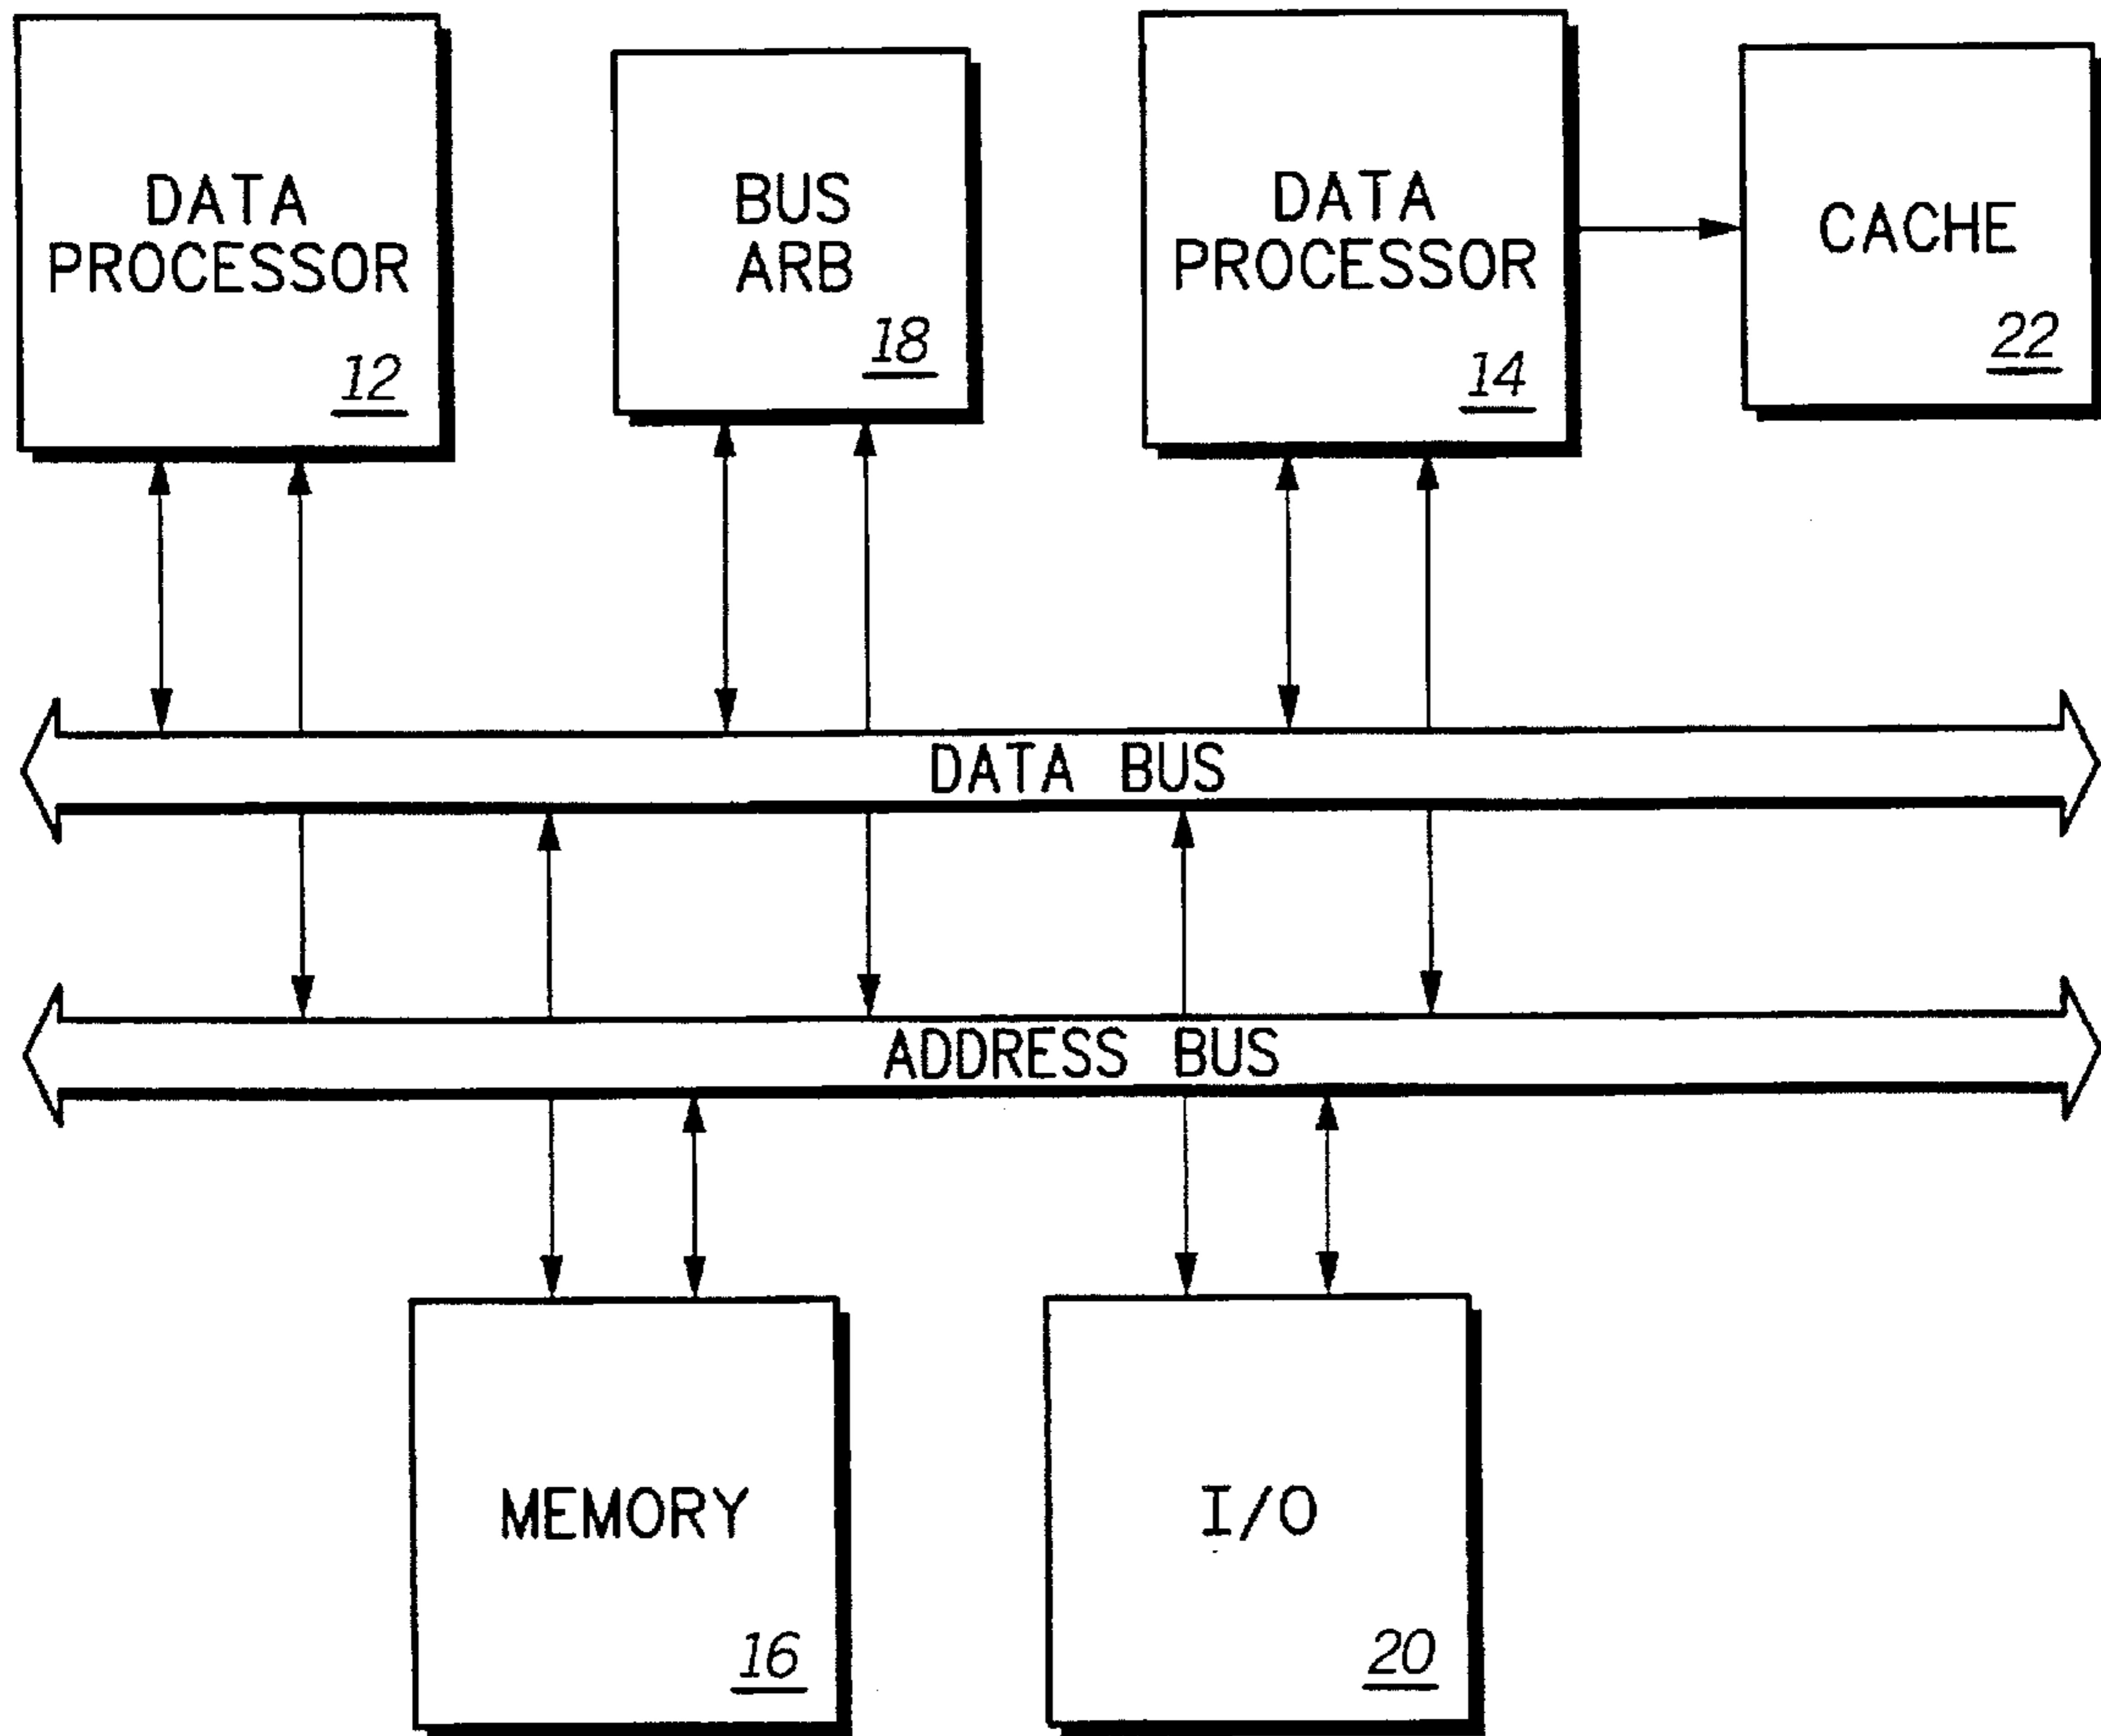 DATA
PROCESSOR
12
BUS
ARB
18
DATA
PROCESSOR
14
CACHE
22
DATA BUS
ADDRESS BUS
MEMORY
16
I/O
20